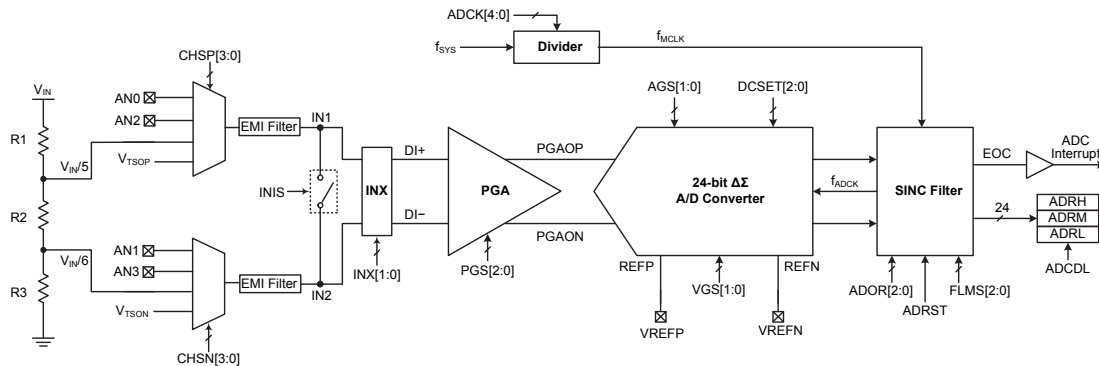 ADCK[4:0]
fSYS
Divider
fMCLK
CHSP[3:0]
AGS[1:0]
DCSET[2:0]
VIN
AN0
AN2
EMI Filter
IN1
R1
VIN/5
VTSOP
INIS
INX
DI+
DI−
PGA
PGAOP
PGAON
24-bit ΔΣ
A/D Converter
fADCK
SINC Filter
EOC
ADC
Interrupt
24
ADRH
ADRM
ADRL
ADCDL
R2
VIN/6
R3
AN1
AN3
VTSON
EMI Filter
IN2
INX[1:0]
PGS[2:0]
REFP
VGS[1:0]
REFN
VREFP
VREFN
ADOR[2:0]
ADRST
FLMS[2:0]
CHSN[3:0]